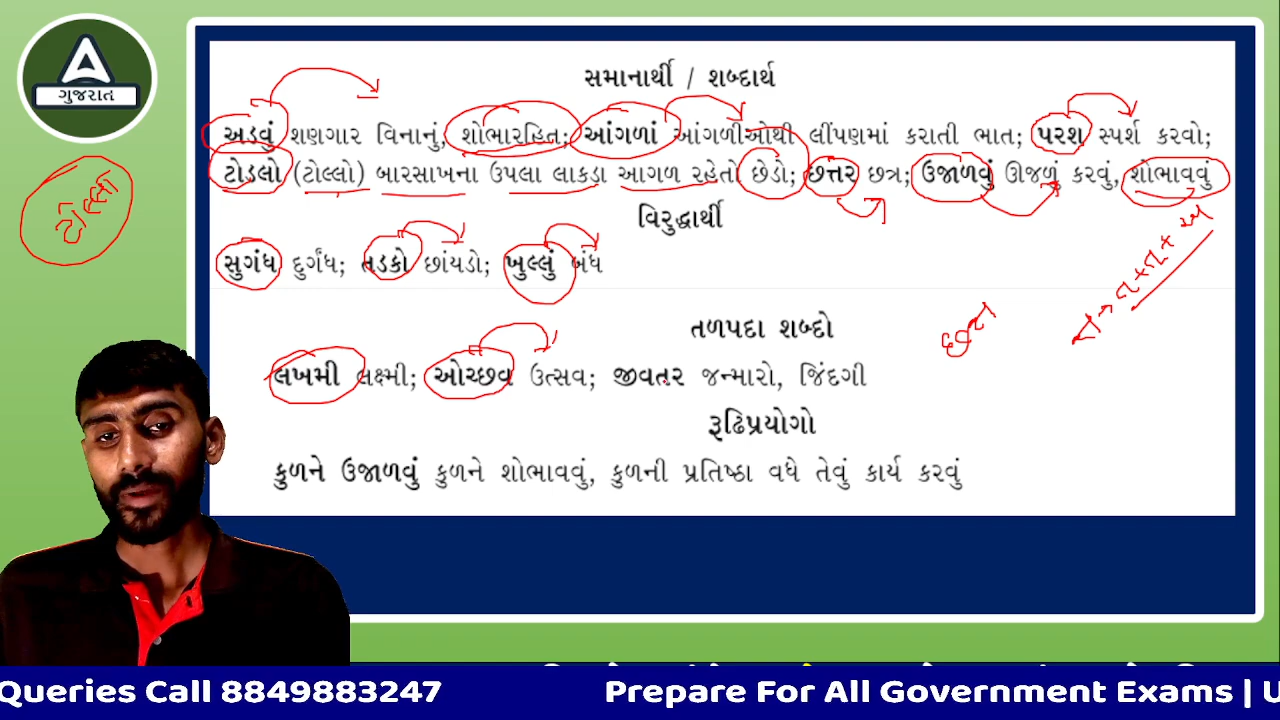 ગુજરાત
સમાનાર્થી / શબ્દાર્થ
અડવું શણગાર વિનાનું, શોભારહિત; આંગળાં આંગળીઓથી લીંપણમાં કરાતી ભાત; પરશ સ્પર્શ કરવો;
ટોડલો (ટોલ્લો) બારસાખના ઉપલા લાકડા આગળ રહેતો છેડો; છત્તર છત્ર; ઉજાળવું ઊજળું કરવું, શોભાવવું
વિરુદ્ધાર્થી
સુગંધ દુર્ગંધ; તડકો છાંયડો; ખુલ્લું બંધ
તળપદા શબ્દો
લખમી લક્ષ્મી; ઓચ્છવ ઉત્સવ; જીવતર જન્મારો, જિંદગી
રૂઢિપ્રયોગો
કુળને ઉજાળવું કુળને શોભાવવું, કુળની પ્રતિષ્ઠા વધે તેવું કાર્ય કરવું
Queries Call 8849883247 Prepare For All Government Exams | U